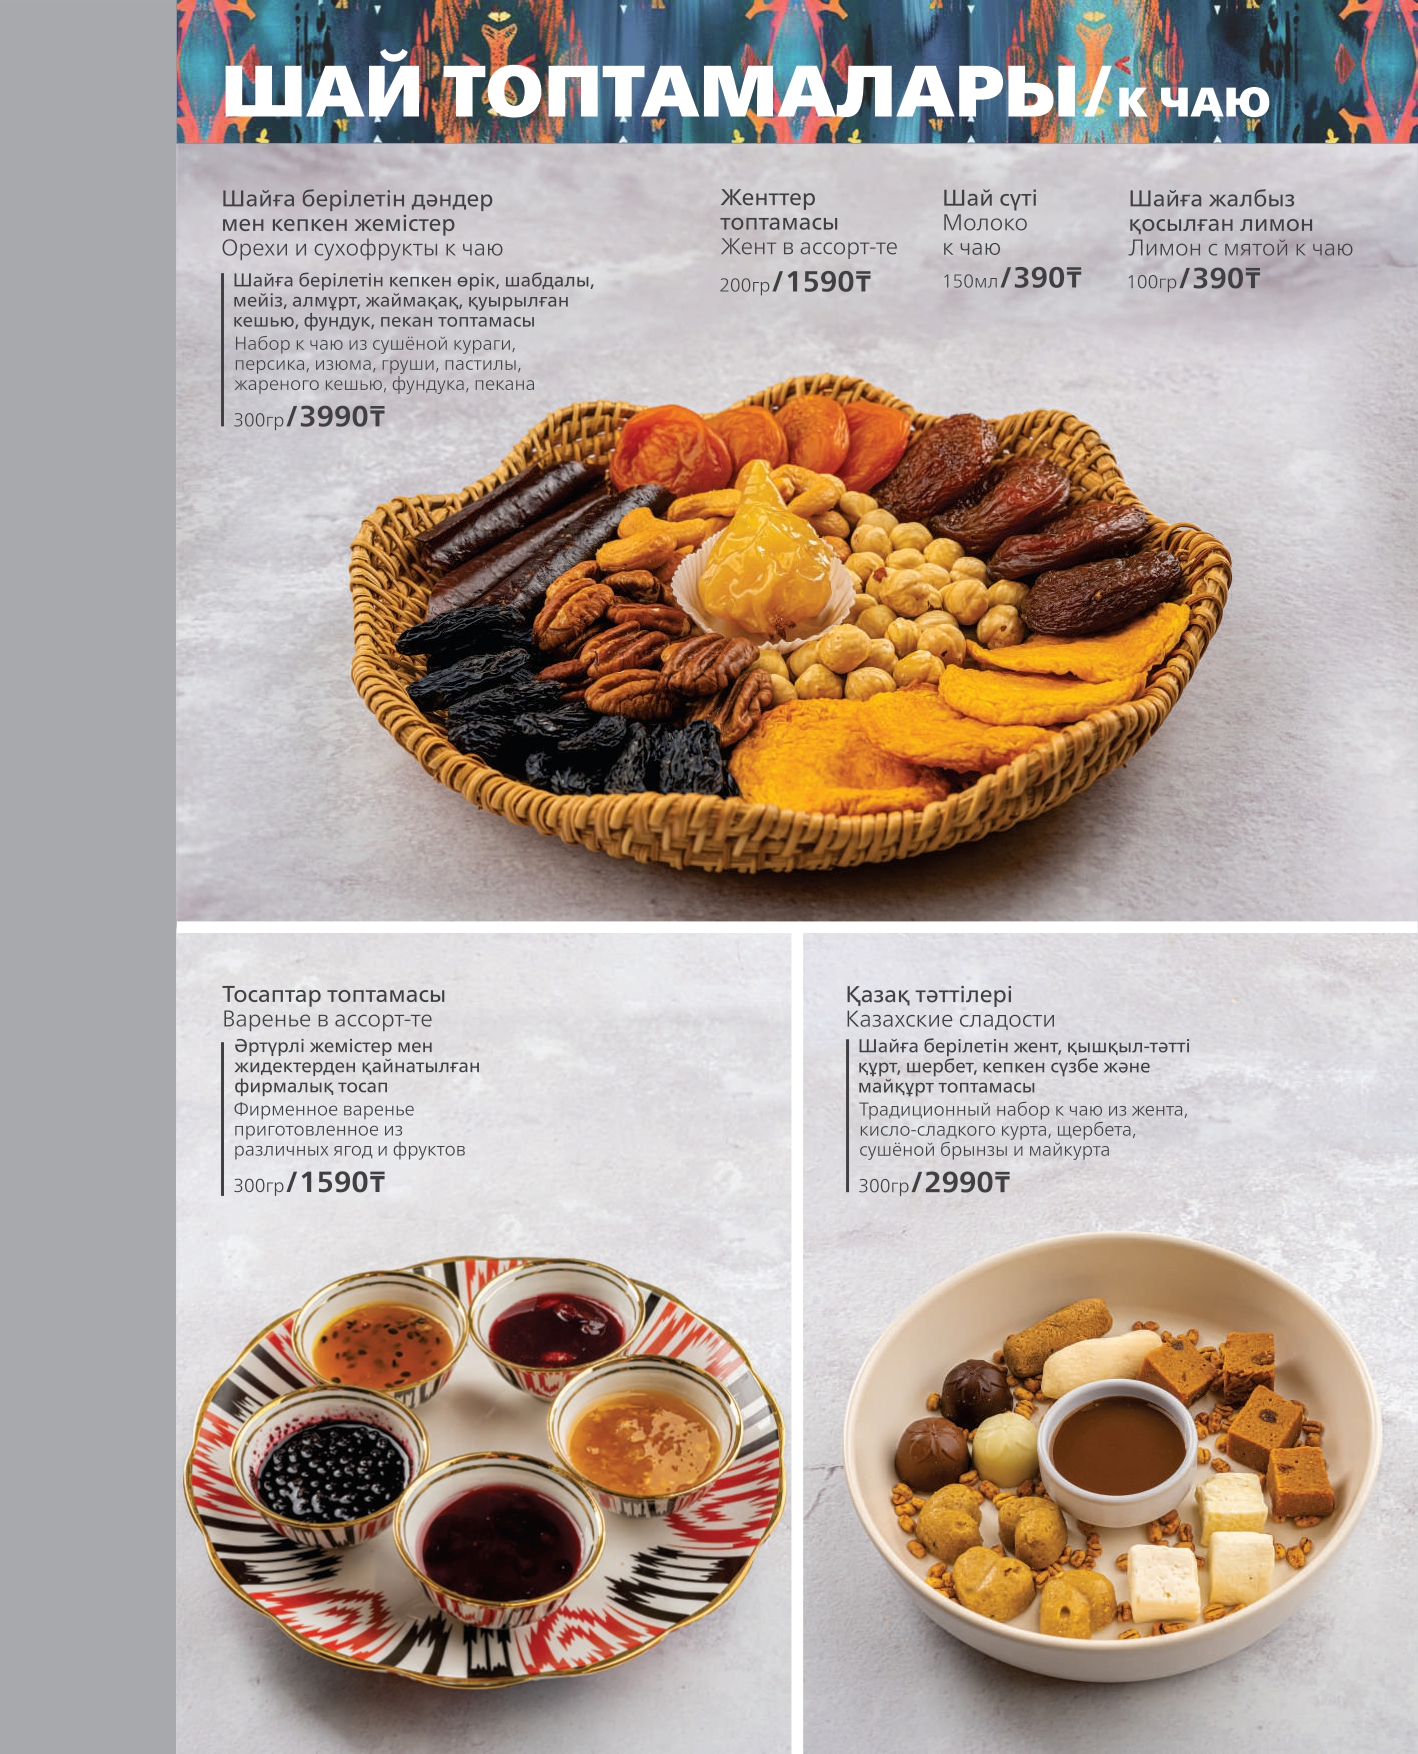 ШАЙ ТОПТАМАЛАРЫ/К ЧАЮ
Шайға берілетін дәндер
мен кепкен жемістер
Орехи и сухофрукты к чаю
Шайға берілетін кепкен өрік, шабдалы,
мейіз, алмұрт, жаймақақ, қуырылған
кешью, фундук, пекан топтамасы
Набор к чаю из сушёной кураги,
персика, изюма, груши, пастилы,
жареного кешью, фундука, пекана
300гр/3990₸
Женттер
топтамасы
Жент в ассорт-те
200гр/1590₸
Шай сүті
Молоко
к чаю
150мл/390₸
Шайға жалбыз
қосылған лимон
Лимон с мятой к чаю
100гр/390₸
Тосаптар топтамасы
Варенье в ассорт-те
Әртүрлі жемістер мен
жидектерден қайнатылған
фирмалық тосап
Фирменное варенье
приготовленное из
различных ягод и фруктов
300гр/1590₸
Қазақ тәттілері
Казахские сладости
Шайға берілетін жент, қышқыл-тәтті
құрт, шербет, кепкен сүзбе және
майқұрт топтамасы
Традиционный набор к чаю из жента,
кисло-сладкого курта, щербета,
сушёной брынзы и майкурта
300гр/2990₸